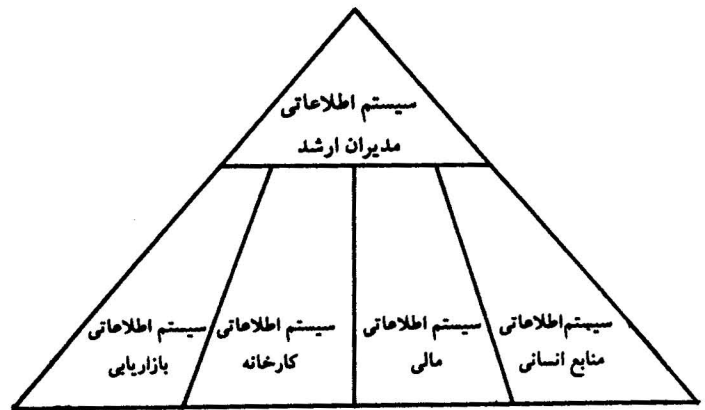 سیستم اطلاعاتی
مدیران ارشد
سیستم اطلاعاتی
منابع انسانی
سیستم اطلاعاتی
مالی
سیستم اطلاعاتی
کارخانه
سیستم اطلاعاتی
بازاریابی